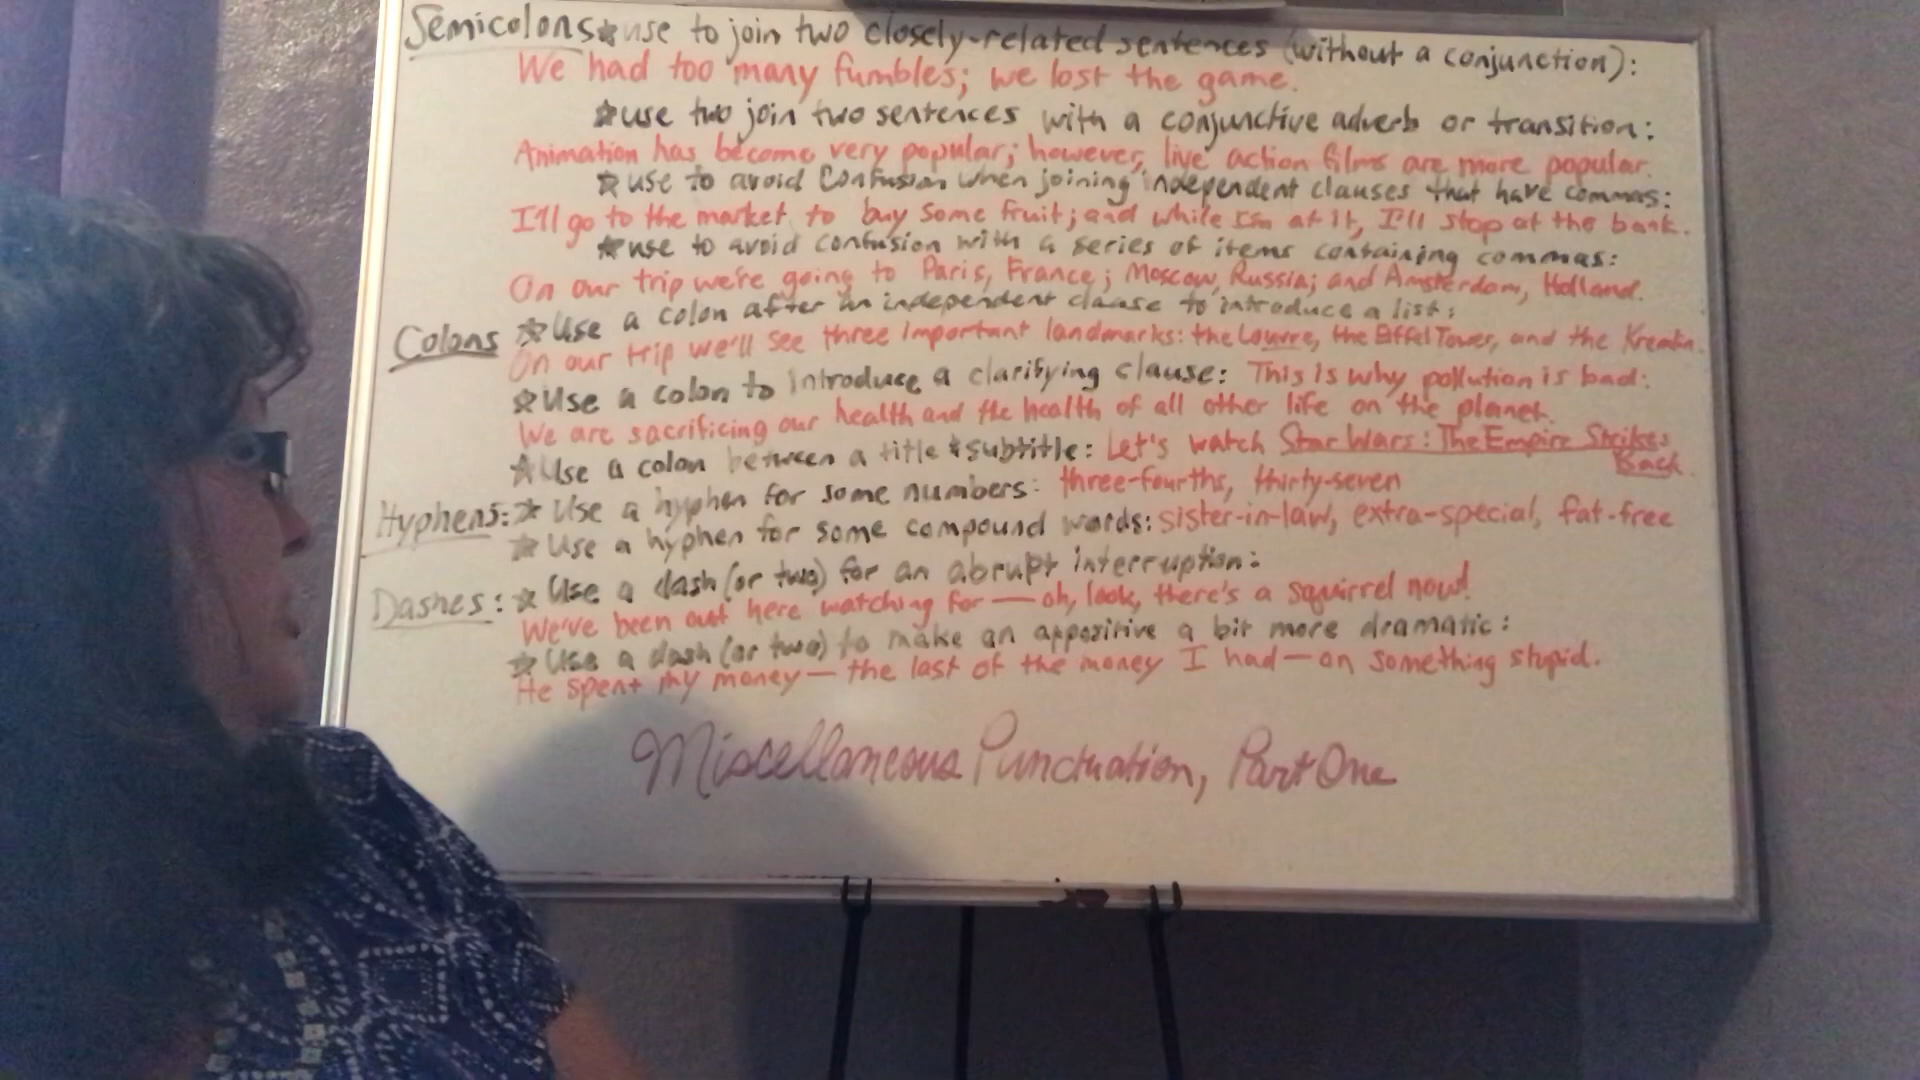 Semicolons ☆ use to join two closely-related sentences (without a conjunction):
We had too many fumbles; we lost the game.
☆ use two join two sentences with a conjunctive adverb or transition:
Animation has become very popular; however, live action films are more popular.
☆ use to avoid confusion when joining independent clauses that have commas:
I'll go to the market to buy some fruit; and while I'm at it, I'll stop at the bank.
☆ use to avoid confusion with a series of items containing commas:
On our trip we're going to Paris, France; Moscow, Russia; and Amsterdam, Holland.
Colons ☆ Use a colon after an independent clause to introduce a list:
On our trip we'll see three important landmarks: the Louvre, the Eiffel Tower, and the Kremlin.
☆ Use a colon to introduce a clarifying clause: This is why pollution is bad:
We are sacrificing our health and the health of all other life on the planet.
☆ Use a colon between a title & subtitle: Let's watch Star Wars: The Empire Strikes
Back.
Hyphens: ☆ Use a hyphen for some numbers: three-fourths, thirty-seven
☆ Use a hyphen for some compound words: sister-in-law, extra-special, fat-free
Dashes: ☆ Use a dash (or two) for an abrupt interruption:
We've been out here watching for — oh, look, there's a squirrel now!
☆ Use a dash (or two) to make an appositive a bit more dramatic:
He spent my money — the last of the money I had — on something stupid.
Miscellaneous Punctuation, Part One